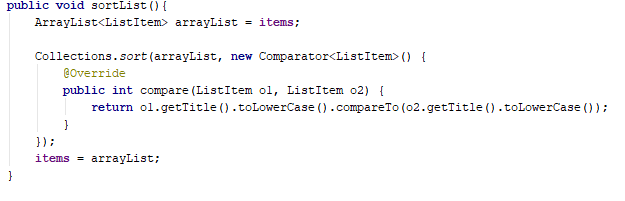 public void sortList(){
ArrayList<ListItem> arrayList = items;
Collections.sort(arrayList, new Comparator<ListItem>() {
@Override
public int compare(ListItem o1, ListItem o2) {
return o1.getTitle().toLowerCase().compareTo(o2.getTitle().toLowerCase());
}
});
items = arrayList;
}